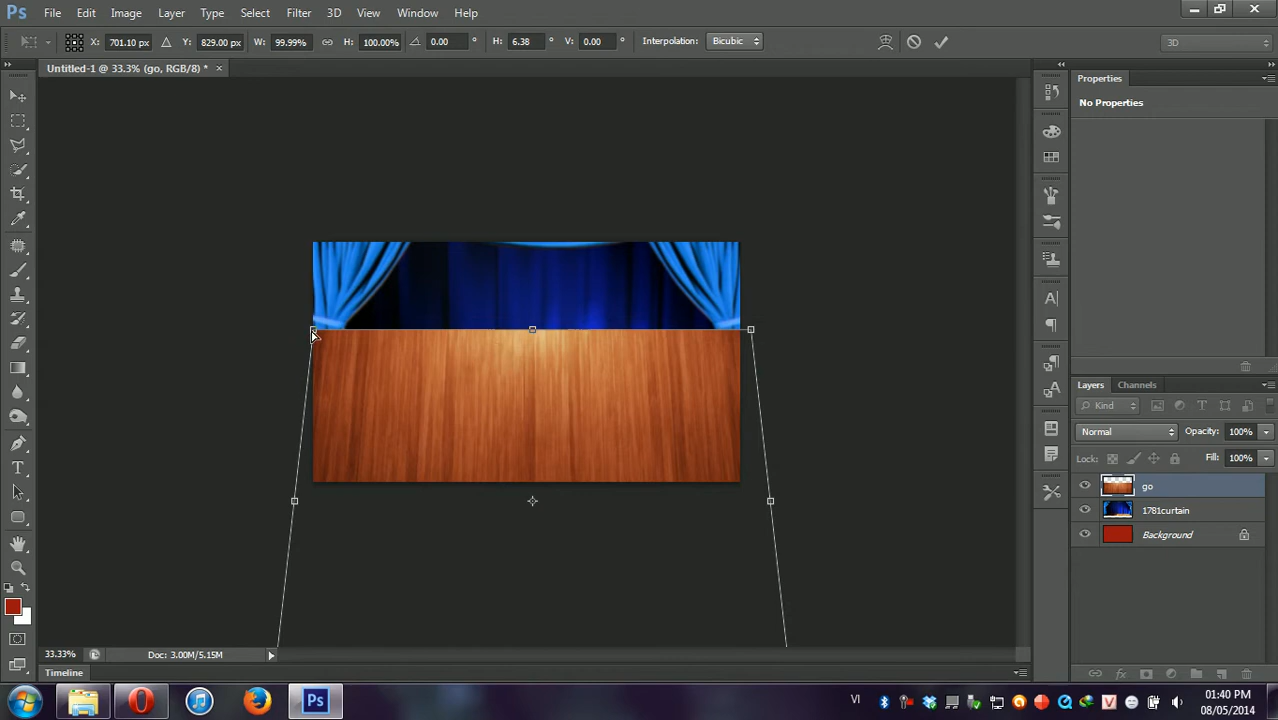 Ps File Edit Image Layer Type Select Filter 3D View Window Help
X: 701.10 px Y: 829.00 px W: 99.99% H: 100.00% 0.00 ° H: 6.38 ° V: 0.00 ° Interpolation: Bicubic 3D
Untitled-1 @ 33.3% (go, RGB/8) * ×
Properties
No Properties
Layers Channels
Kind
Normal Opacity: 100%
Lock: Fill: 100%
go
1781curtain
Background
33.33% Doc: 3.00M/5.15M
Timeline
Ps VI 01:40 PM
08/05/2014